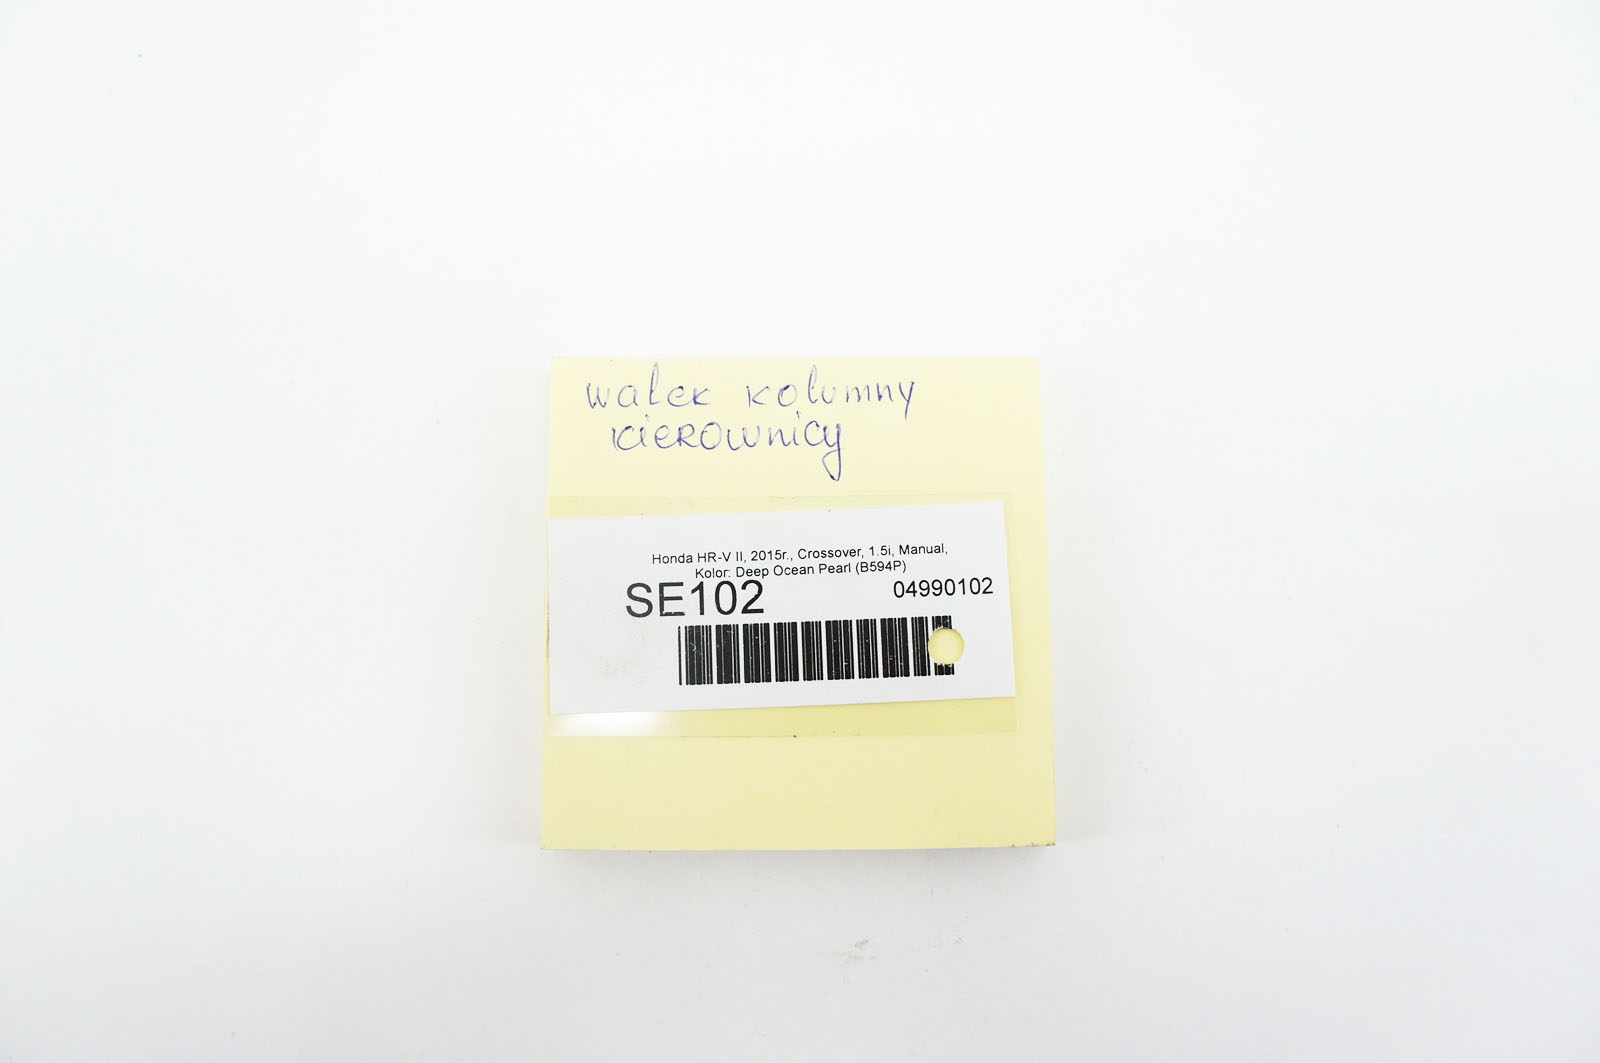 wałek kolumny
kierownicy
Honda HR-V II, 2015r., Crossover, 1.5i, Manual,
Kolor: Deep Ocean Pearl (B594P)
SE102 04990102